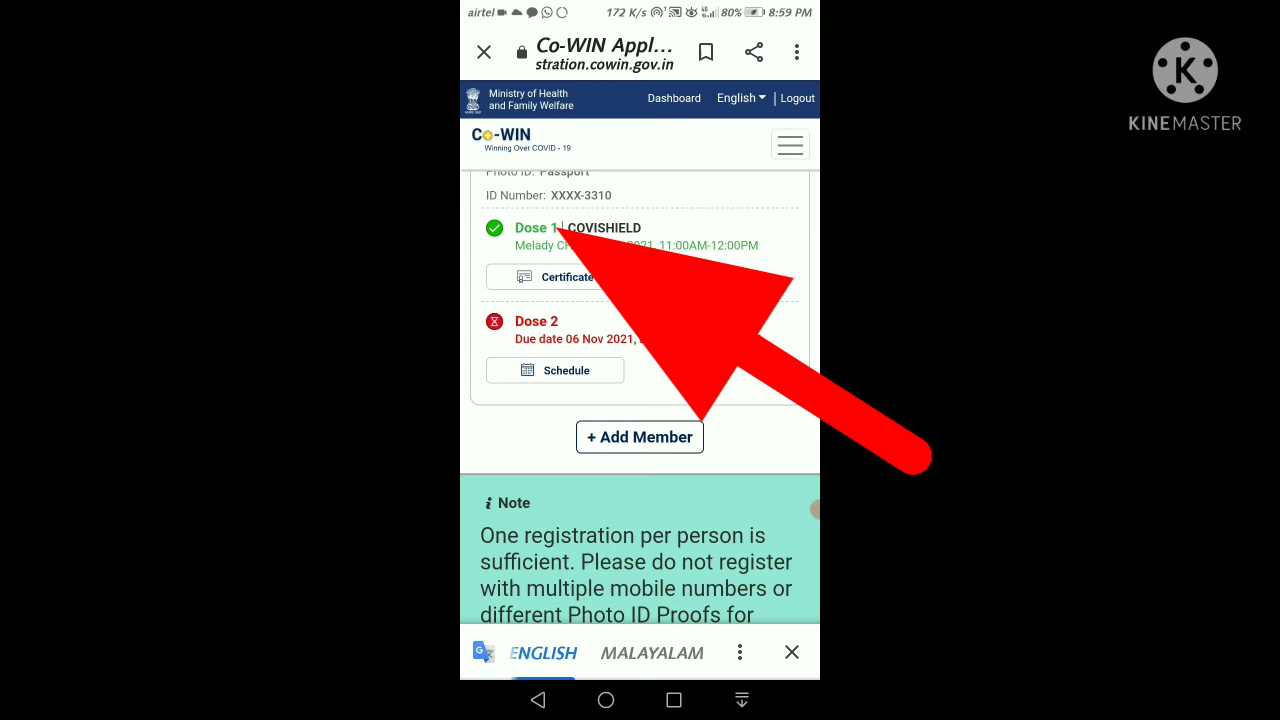 airtel 172 K/s 80% 8:59 PM
Co-WIN Appl...
stration.cowin.gov.in
Ministry of Health
and Family Welfare
Dashboard English Logout
Co-WIN
Winning Over COVID - 19
Photo ID: Passport
ID Number: XXXX-3310
Dose 1 | COVISHIELD
Melady 2021, 11:00AM-12:00PM
Certificate
Dose 2
Due date 06 Nov 2021,
Schedule
+ Add Member
i Note
One registration per person is
sufficient. Please do not register
with multiple mobile numbers or
different Photo ID Proofs for
ENGLISH MALAYALAM
K
KINEMASTER